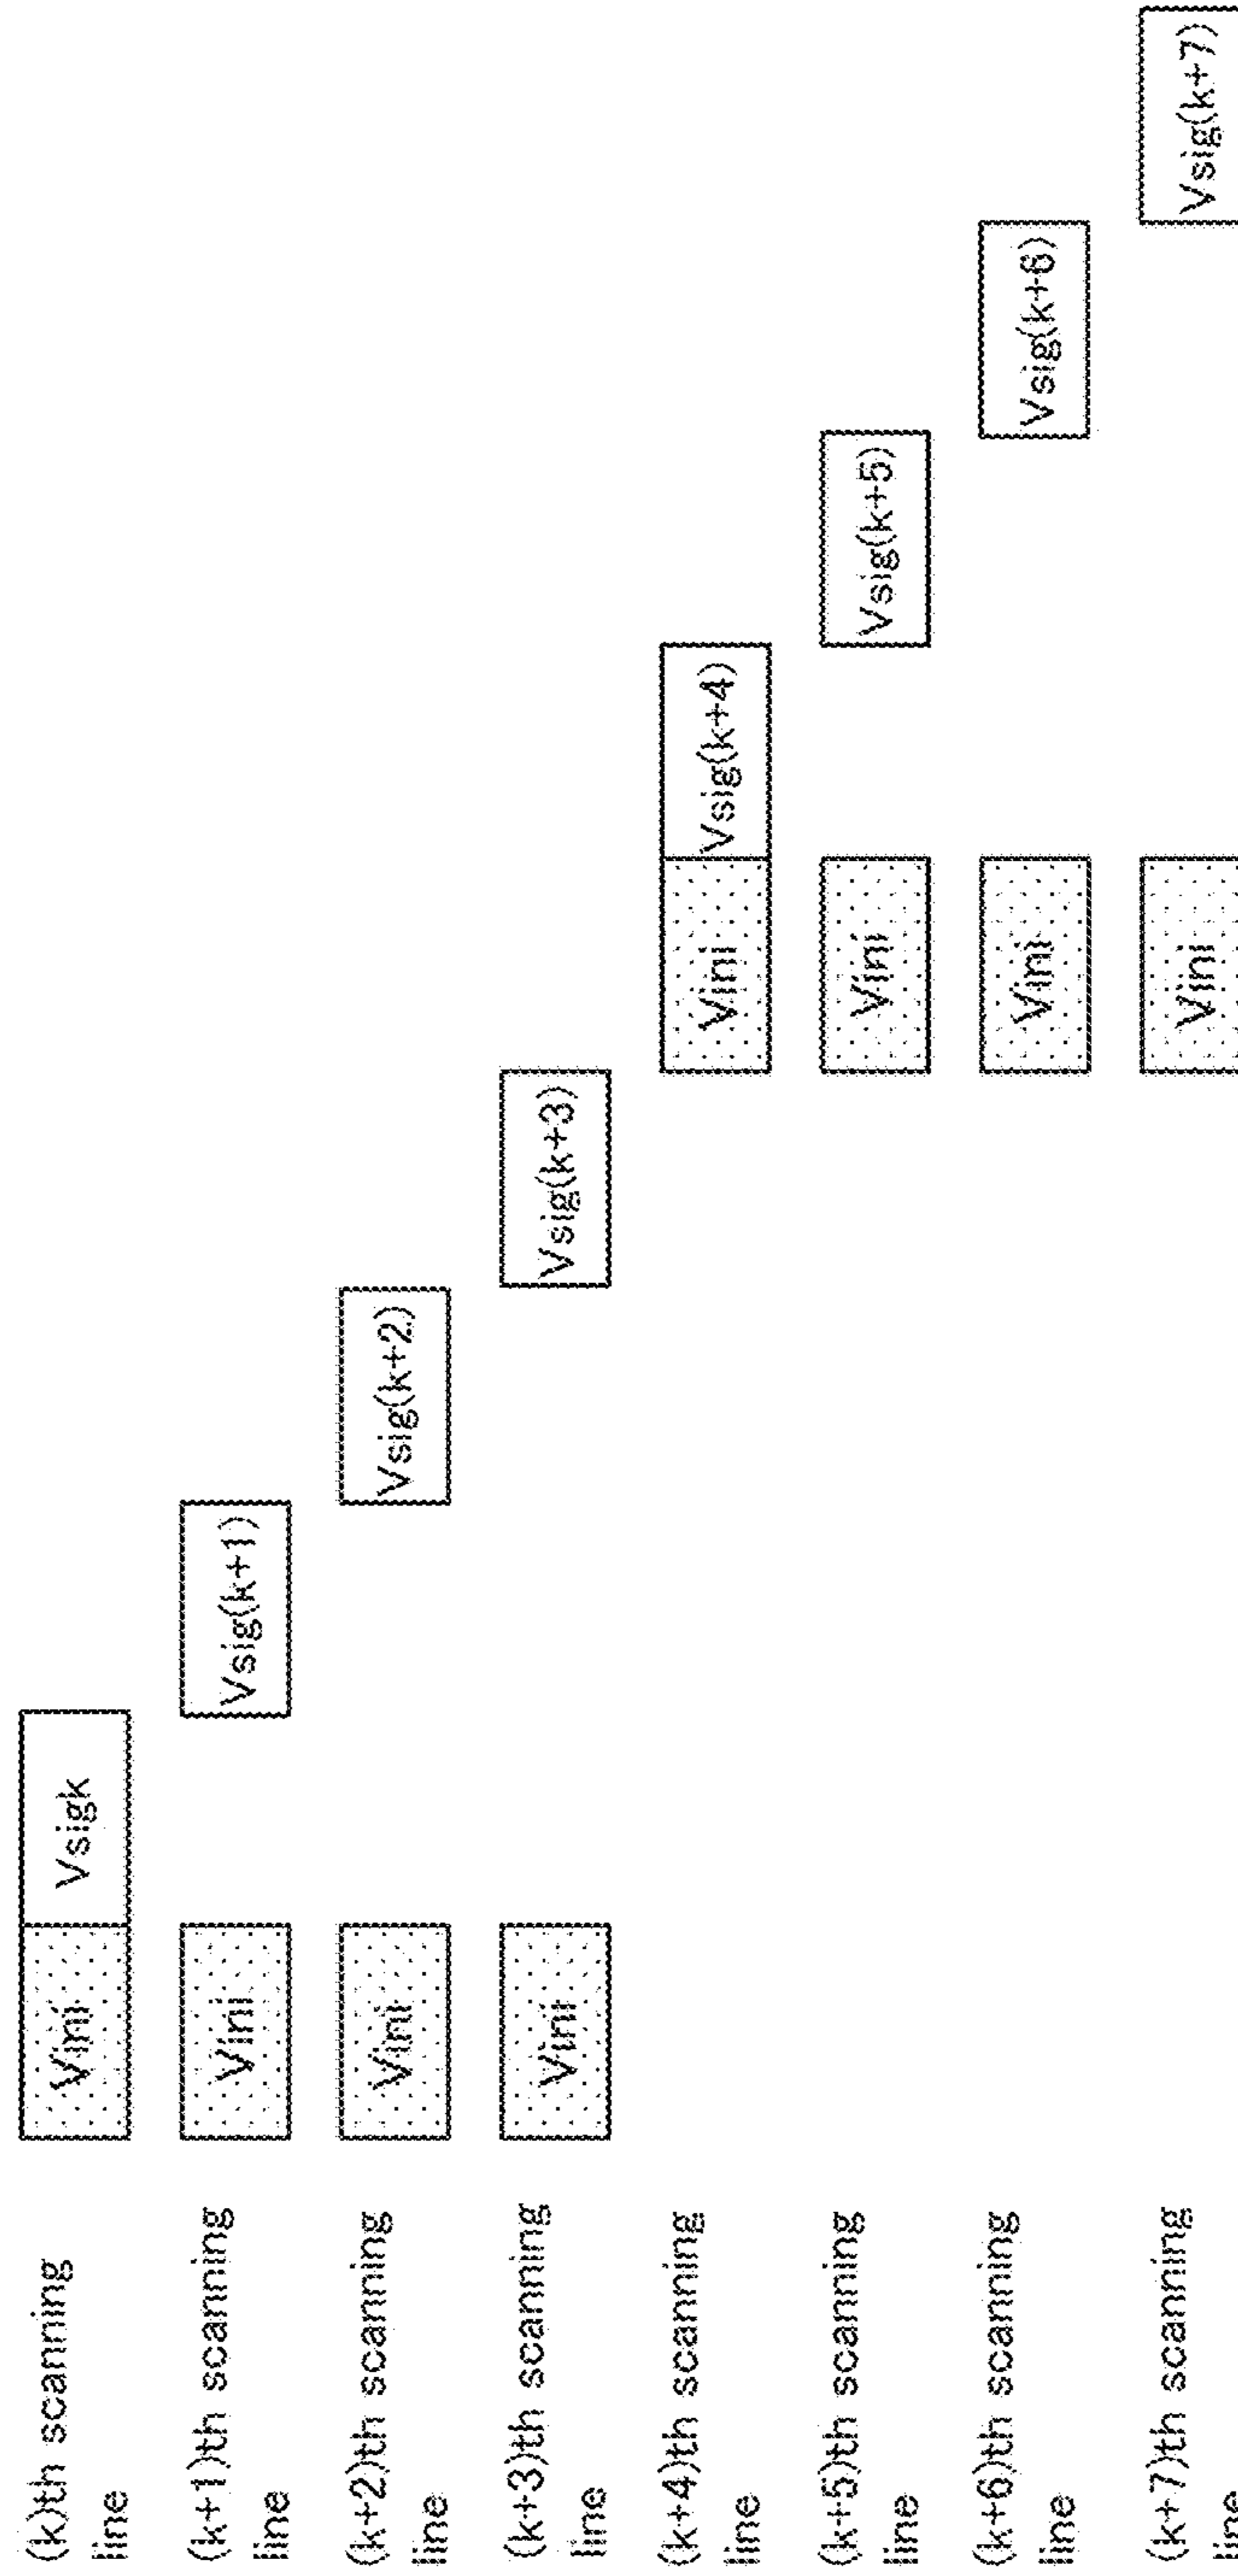 (k)th scanning
line
Vini
Vsigk
(k+1)th scanning
line
Vini
Vsig(k+1)
(k+2)th scanning
line
Vini
Vsig(k+2)
(k+3)th scanning
line
Vini
Vsig(k+3)
(k+4)th scanning
line
Vini
Vsig(k+4)
(k+5)th scanning
line
Vini
Vsig(k+5)
(k+6)th scanning
line
Vini
Vsig(k+6)
(k+7)th scanning
line
Vini
Vsig(k+7)